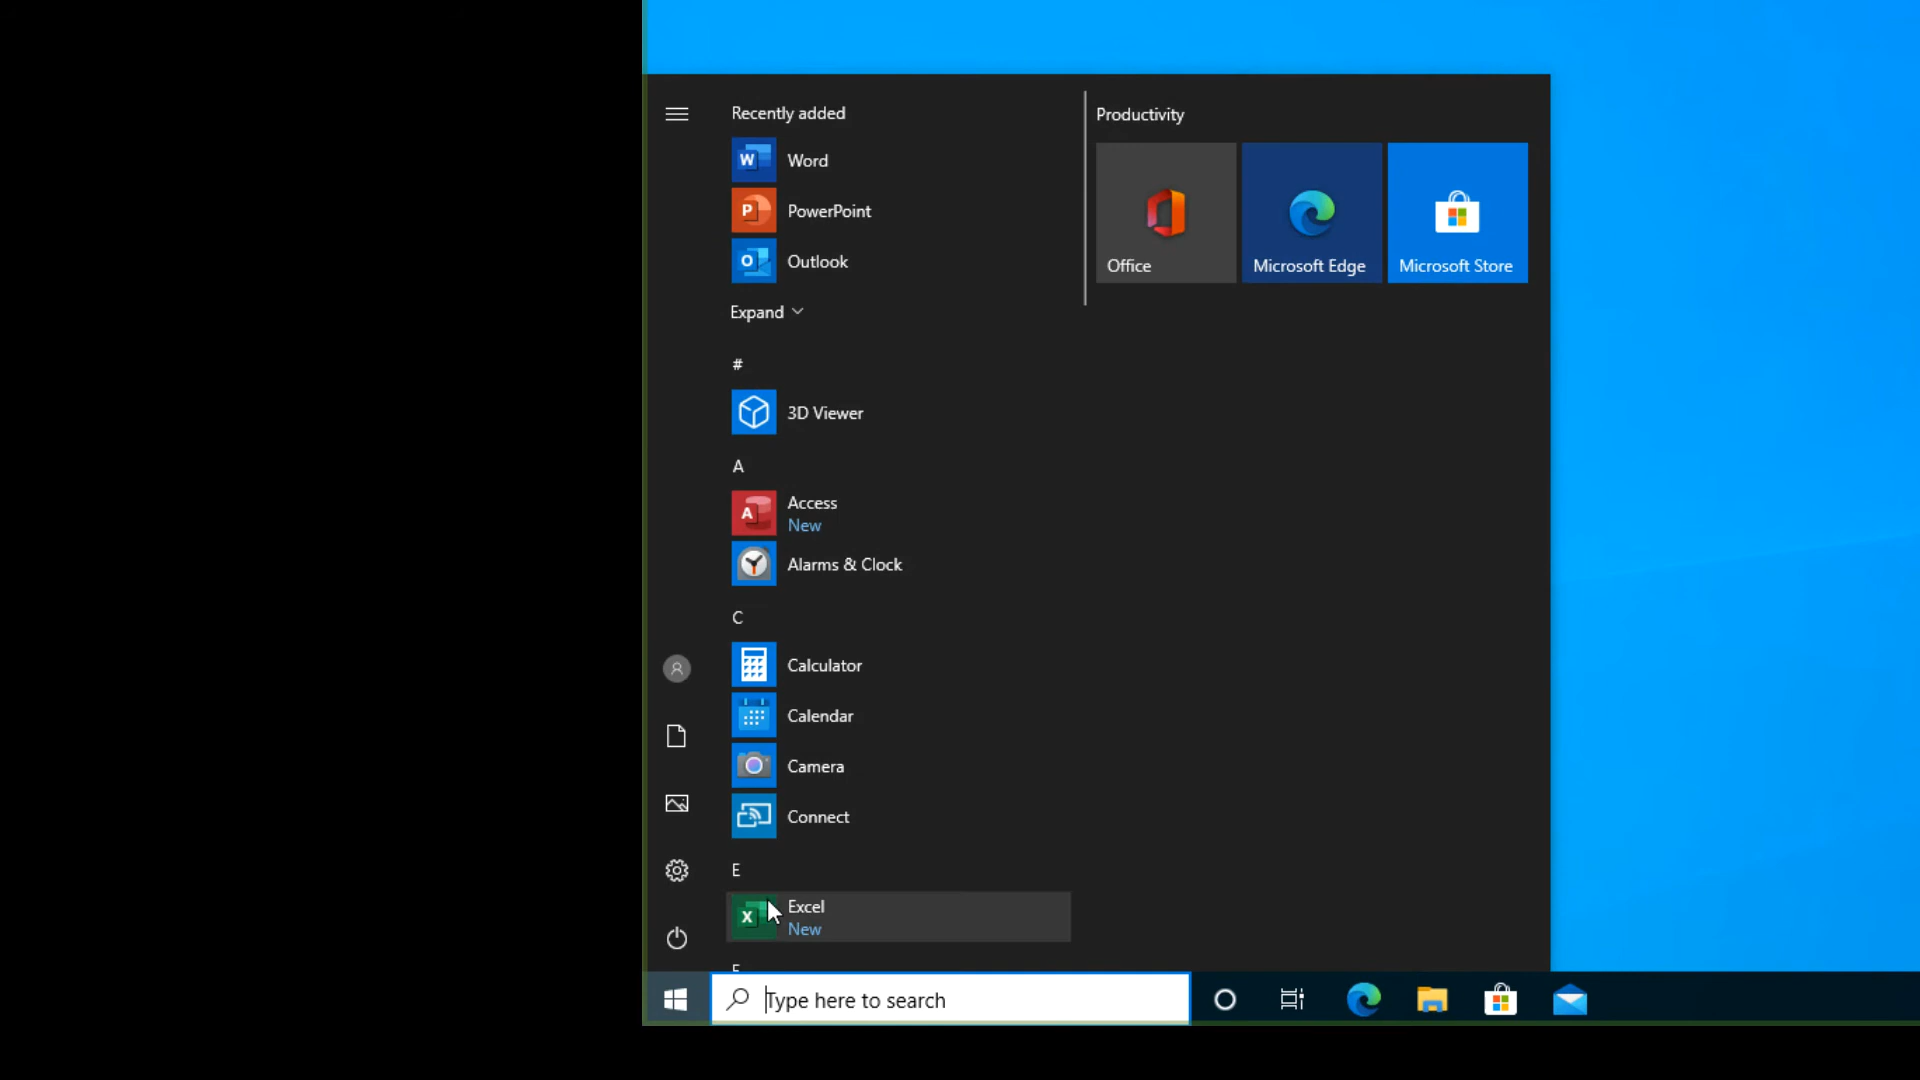 Recently added
Word
PowerPoint
Outlook
Expand
#
3D Viewer
A
Access
New
Alarms & Clock
C
Calculator
Calendar
Camera
Connect
E
Excel
New
Productivity
Office
Microsoft Edge
Microsoft Store
Type here to search